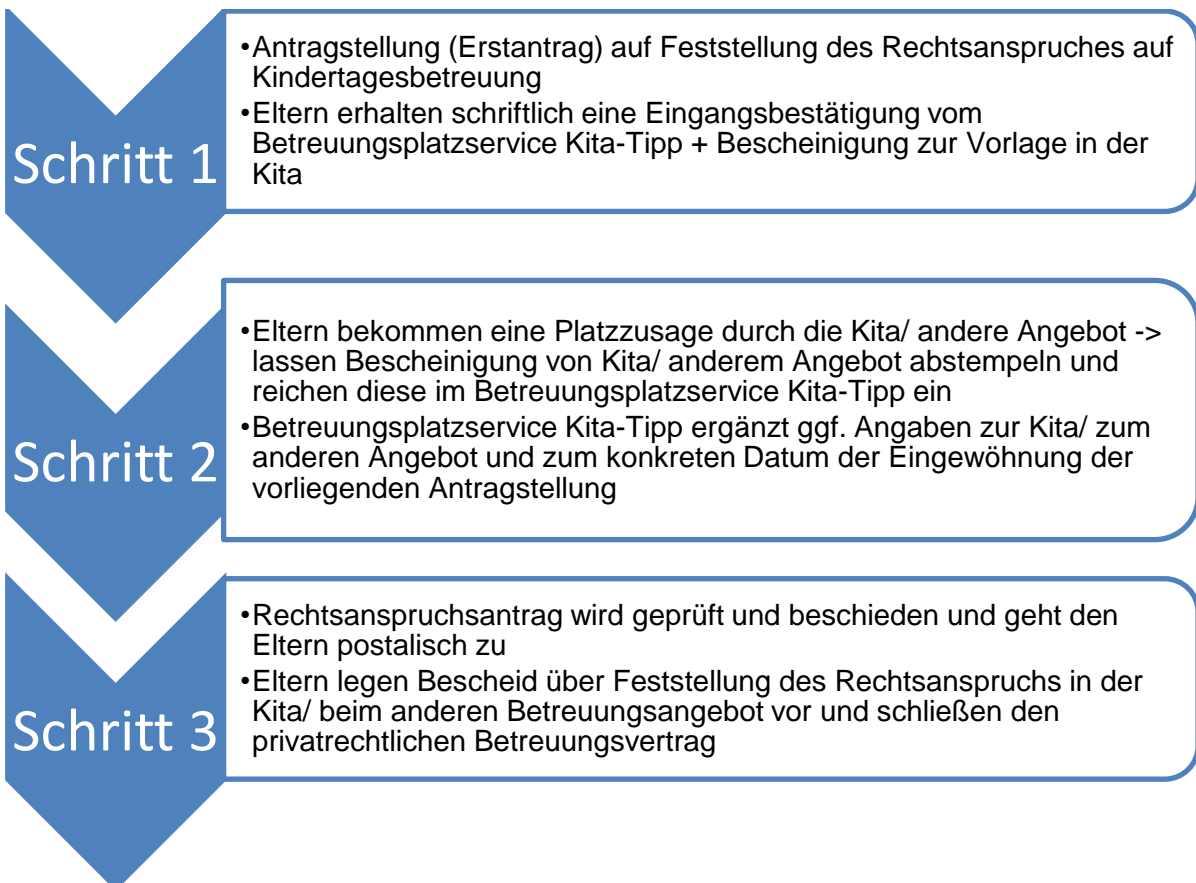 Schritt 1
•Antragstellung (Erstantrag) auf Feststellung des Rechtsanspruches auf
Kindertagesbetreuung
•Eltern erhalten schriftlich eine Eingangsbestätigung vom
Betreuungsplatzservice Kita-Tipp + Bescheinigung zur Vorlage in der
Kita
Schritt 2
•Eltern bekommen eine Platzzusage durch die Kita/ andere Angebot ->
lassen Bescheinigung von Kita/ anderem Angebot abstempeln und
reichen diese im Betreuungsplatzservice Kita-Tipp ein
•Betreuungsplatzservice Kita-Tipp ergänzt ggf. Angaben zur Kita/ zum
anderen Angebot und zum konkreten Datum der Eingewöhnung der
vorliegenden Antragstellung
Schritt 3
•Rechtsanspruchsantrag wird geprüft und beschieden und geht den
Eltern postalisch zu
•Eltern legen Bescheid über Feststellung des Rechtsanspruchs in der
Kita/ beim anderen Betreuungsangebot vor und schließen den
privatrechtlichen Betreuungsvertrag